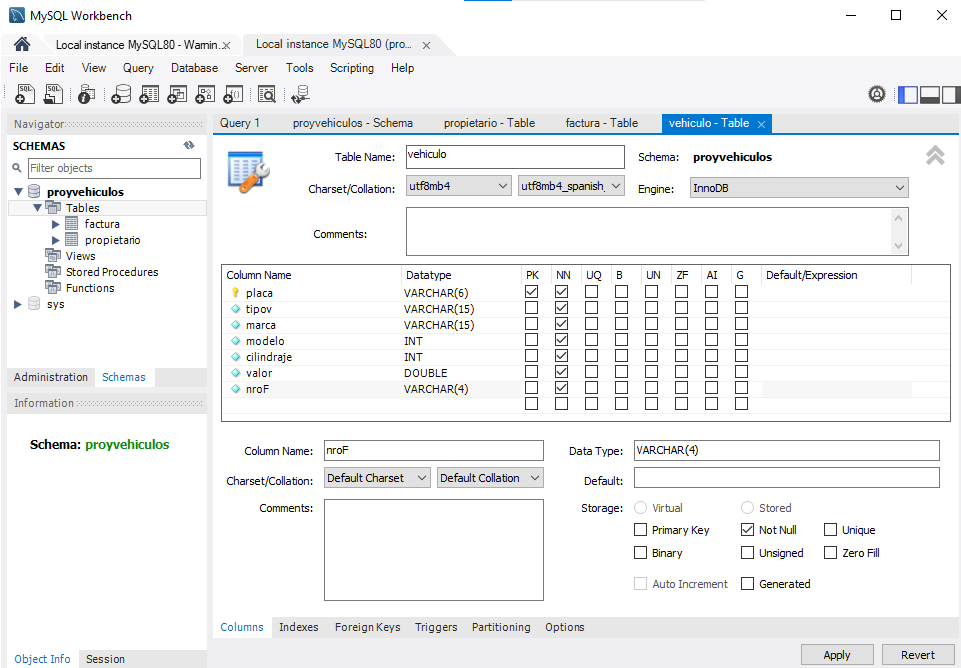 MySQL Workbench
Local instance MySQL80 - Warnin... x
Local instance MySQL80 (pro... x
File Edit View Query Database Server Tools Scripting Help
Navigator
SCHEMAS
Filter objects
proyvehiculos
Tables
factura
propietario
Views
Stored Procedures
Functions
sys
Administration Schemas
Information
Schema: proyvehiculos
Object Info Session
Query 1 proyvehiculos - Schema propietario - Table factura - Table vehiculo - Table x
Table Name: vehiculo Schema: proyvehiculos
Charset/Collation: utf8mb4 utf8mb4_spanish_ Engine: InnoDB
Comments:
Column Name Datatype PK NN UQ B UN ZF AI G Default/Expression
placa VARCHAR(6)
tipov VARCHAR(15)
marca VARCHAR(15)
modelo INT
cilindraje INT
valor DOUBLE
nroF VARCHAR(4)
Column Name: nroF Data Type: VARCHAR(4)
Charset/Collation: Default Charset Default Collation Default:
Comments: Storage: Virtual Stored
Primary Key Not Null Unique
Binary Unsigned Zero Fill
Auto Increment Generated
Columns Indexes Foreign Keys Triggers Partitioning Options
Apply Revert